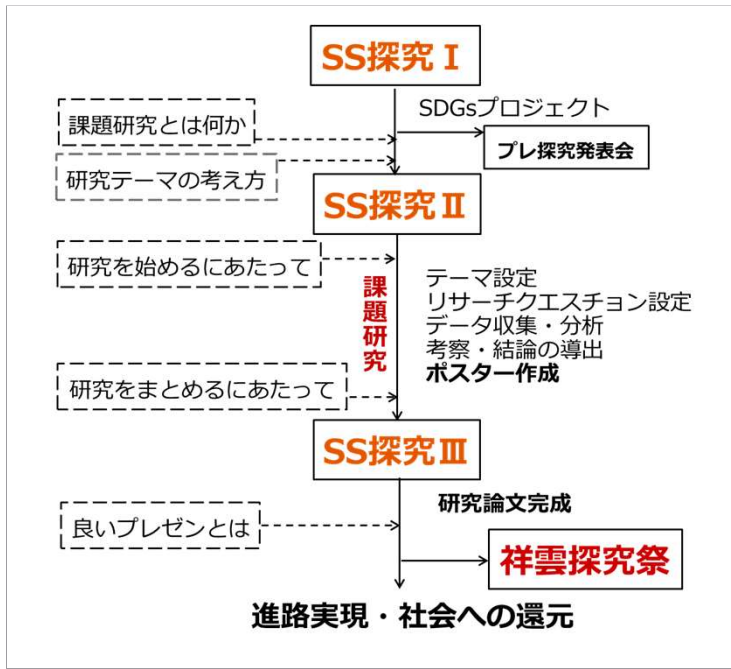 SS探究Ⅰ
SDGsプロジェクト
課題研究とは何か
プレ探究発表会
研究テーマの考え方
SS探究Ⅱ
研究を始めるにあたって
課題研究
テーマ設定
リサーチクエスチョン設定
データ収集・分析
考察・結論の導出
ポスター作成
研究をまとめるにあたって
SS探究Ⅲ
研究論文完成
良いプレゼンとは
祥雲探究祭
進路実現・社会への還元